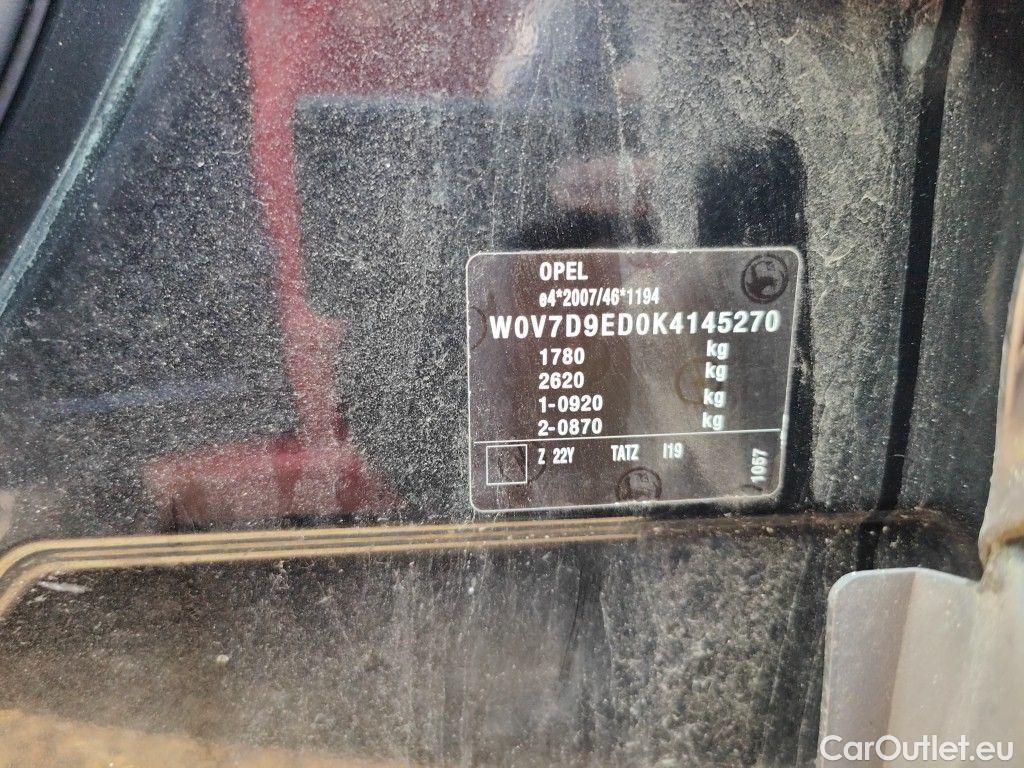 OPEL
e4*2007/46*1194
W0V7D9ED0K4145270
1780 kg
2620 kg
1-0920 kg
2-0870 kg
Z 22Y TATZ I19
1057
CarOutlet.eu